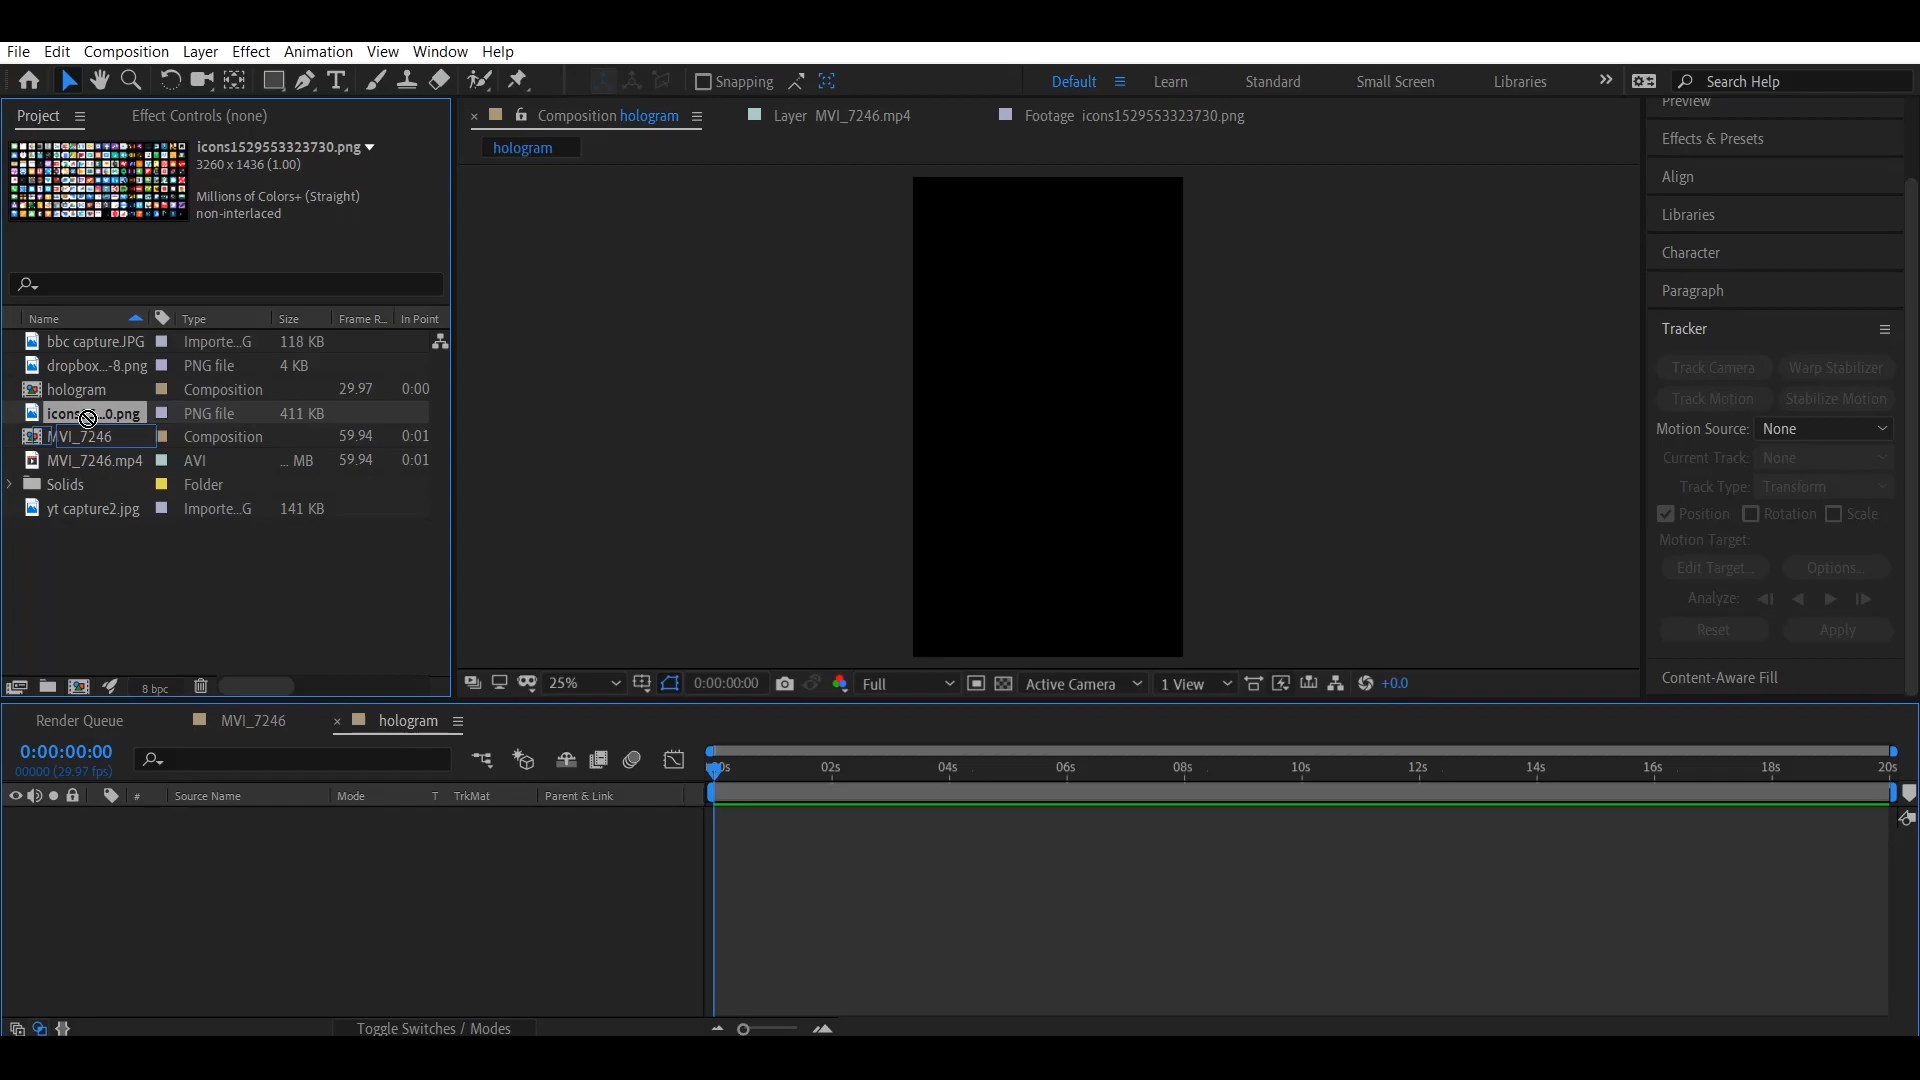 File Edit Composition Layer Effect Animation View Window Help
Snapping
Default Learn Standard Small Screen Libraries
Search Help
Project Effect Controls (none)
icons1529553323730.png
3260 x 1436 (1.00)
Millions of Colors+ (Straight)
non-interlaced
Name Type Size Frame R... In Point
bbc capture.JPG Importe...G 118 KB
dropbox...-8.png PNG file 4 KB
hologram Composition 29.97 0:00
PNG file 411 KB
MVI_7246 Composition 59.94 0:01
MVI_7246.mp4 AVI ... MB 59.94 0:01
Solids Folder
yt capture2.jpg Importe...G 141 KB
8 bpc
Composition hologram Layer MVI_7246.mp4 Footage icons1529553323730.png
hologram
25% 0:00:00:00 Full Active Camera 1 View +0.0
Preview
Effects & Presets
Align
Libraries
Character
Paragraph
Tracker
Track Camera Warp Stabilizer
Track Motion Stabilize Motion
Motion Source: None
Current Track: None
Track Type: Transform
Position Rotation Scale
Motion Target:
Edit Target... Options...
Analyze:
Reset Apply
Content-Aware Fill
Render Queue MVI_7246 hologram
0:00:00:00
00000 (29.97 fps)
02s 04s 06s 08s 10s 12s 14s 16s 18s 20s
# Source Name Mode T TrkMat Parent & Link
Toggle Switches / Modes